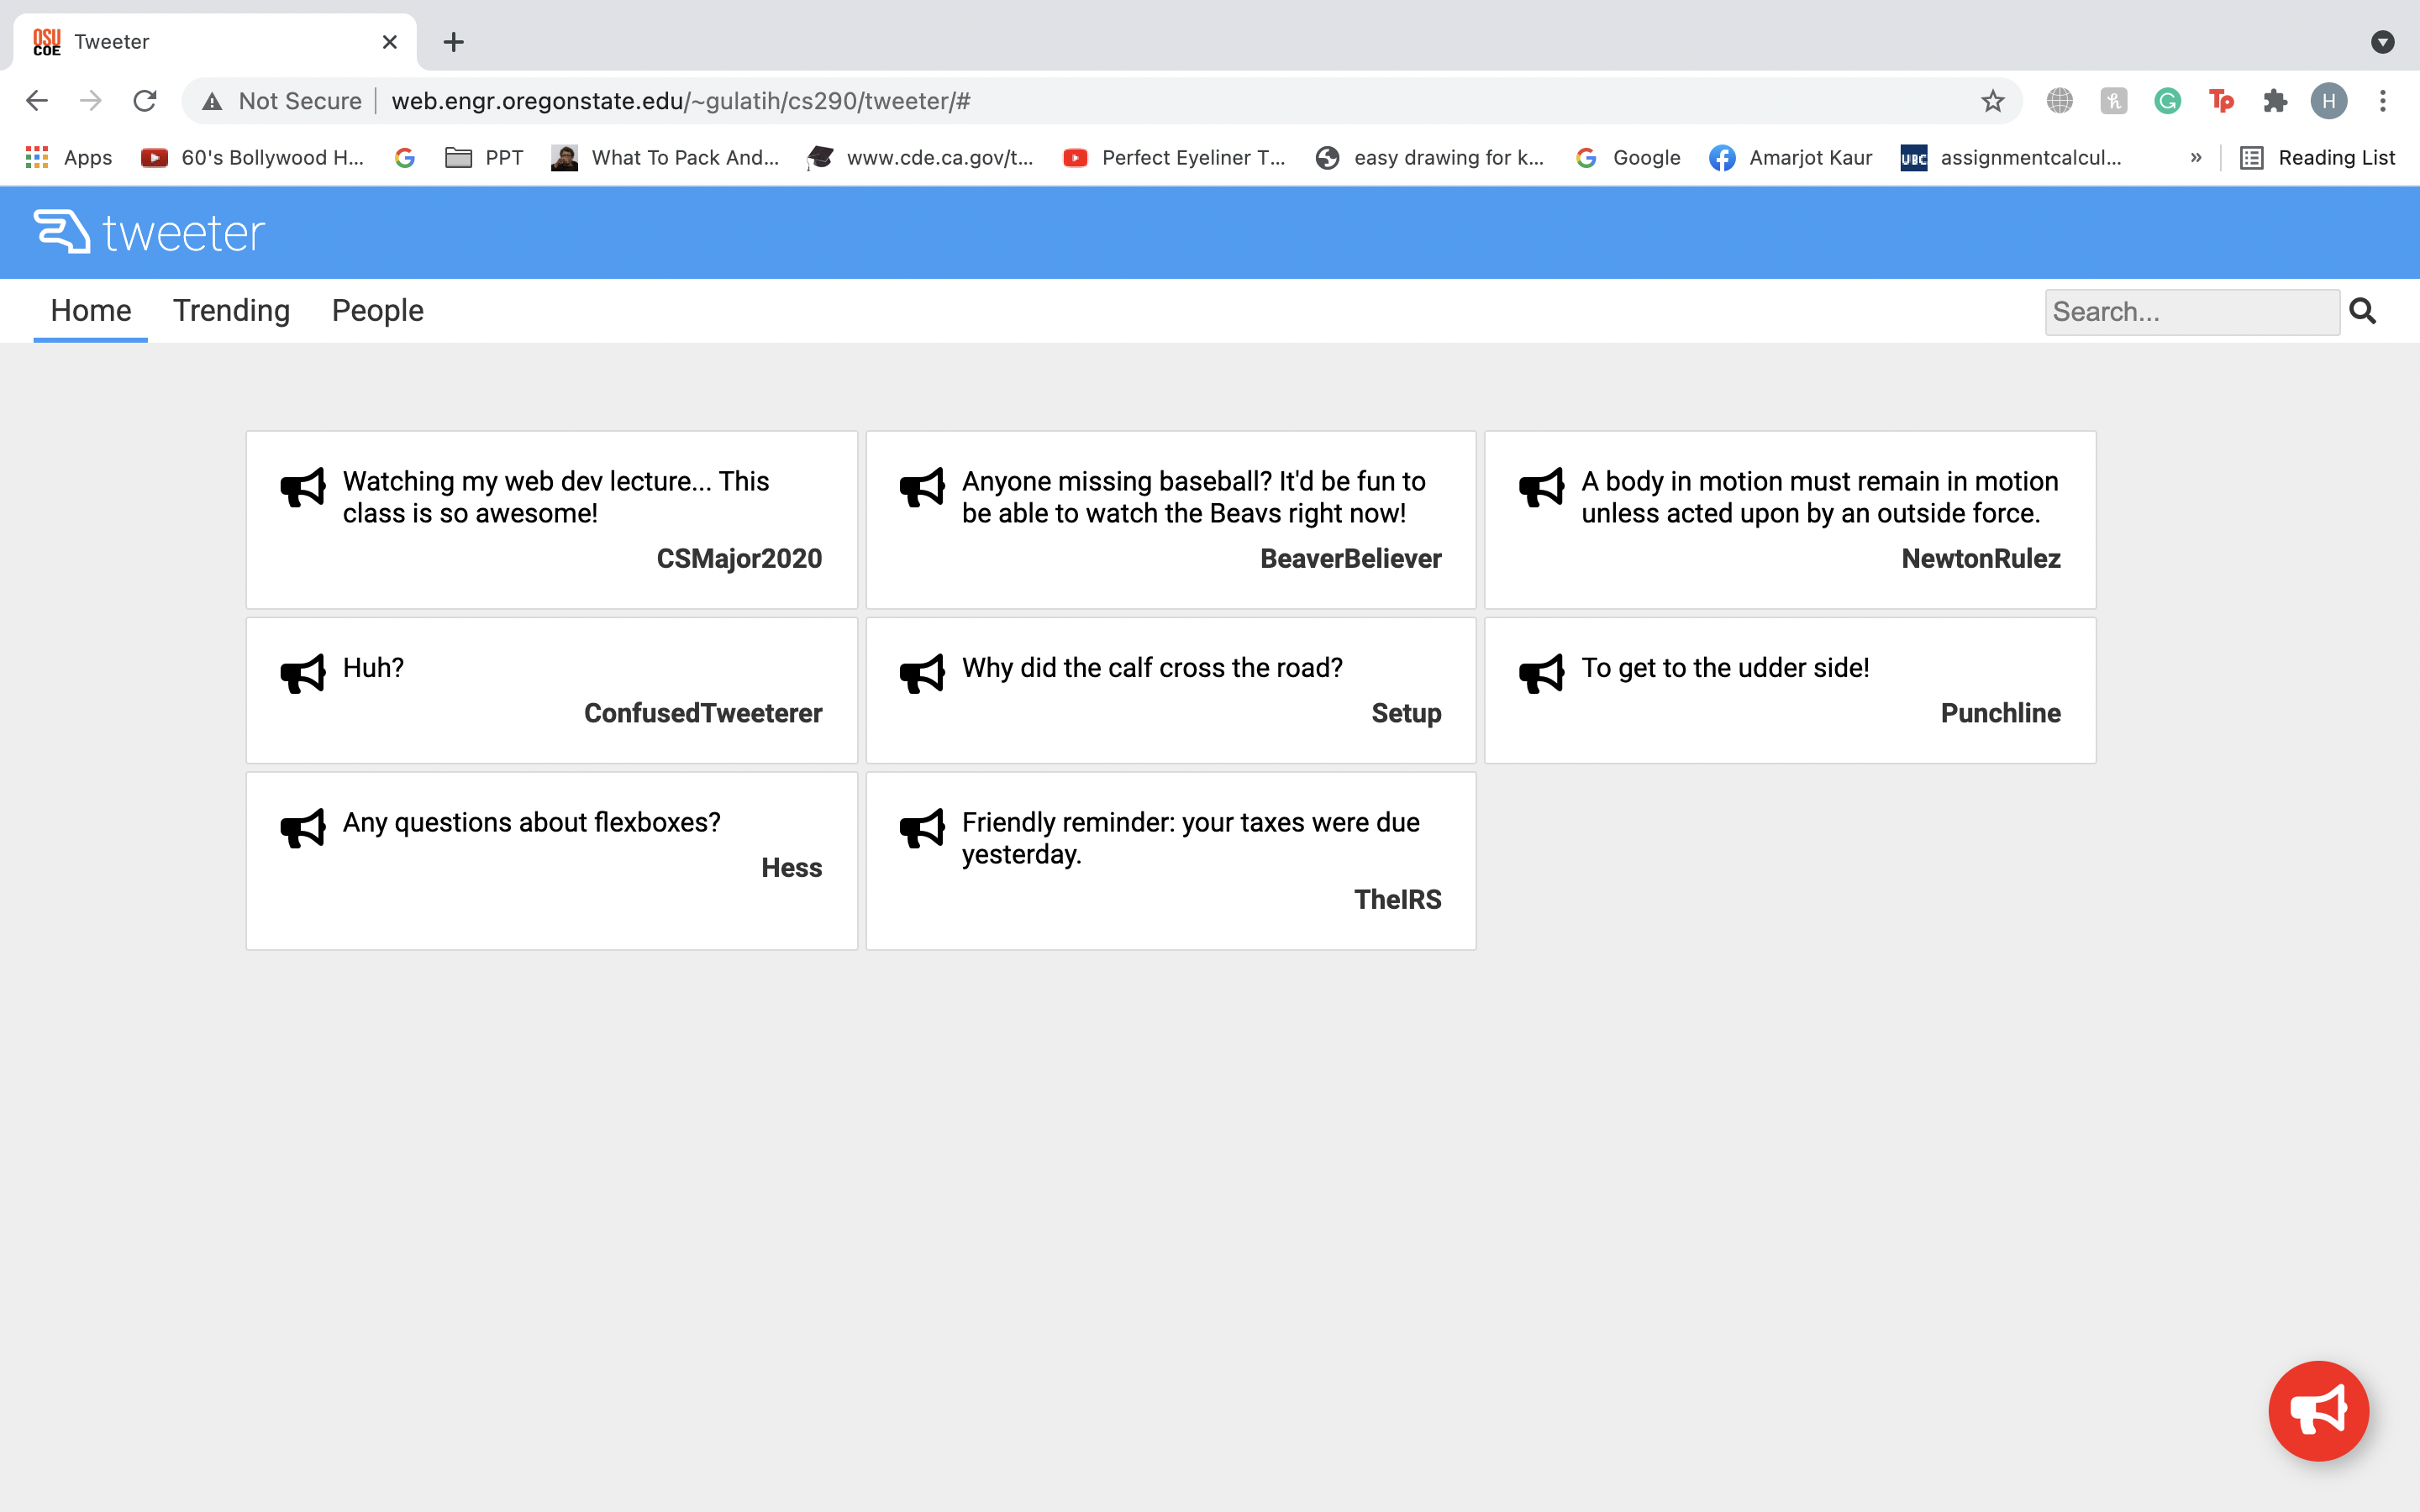 OSU
COE
Tweeter
Not Secure
web.engr.oregonstate.edu/~gulatih/cs290/tweeter/#
H
Apps
60's Bollywood H...
PPT
What To Pack And...
www.cde.ca.gov/t...
Perfect Eyeliner T...
easy drawing for k...
Google
Amarjot Kaur
UBC
assignmentcalcul...
»
Reading List
tweeter
Home
Trending
People
Search...
Watching my web dev lecture... This
class is so awesome!
CSMajor2020
Anyone missing baseball? It'd be fun to
be able to watch the Beavs right now!
BeaverBeliever
A body in motion must remain in motion
unless acted upon by an outside force.
NewtonRulez
Huh?
ConfusedTweeterer
Why did the calf cross the road?
Setup
To get to the udder side!
Punchline
Any questions about flexboxes?
Hess
Friendly reminder: your taxes were due
yesterday.
TheIRS